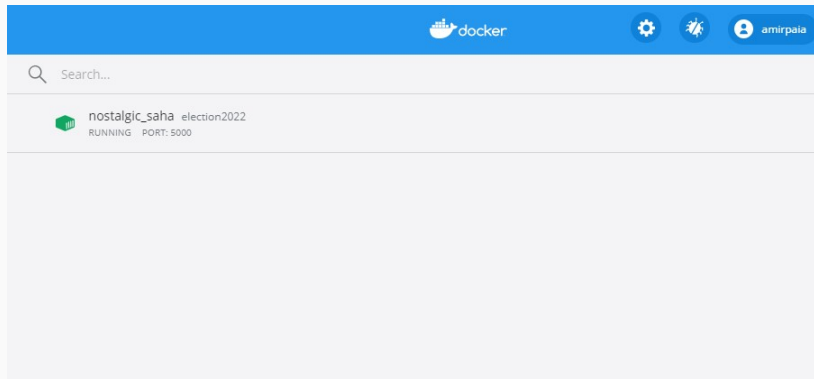 docker
amirpaia
Search...
nostalgic_saha election2022
RUNNING PORT: 5000